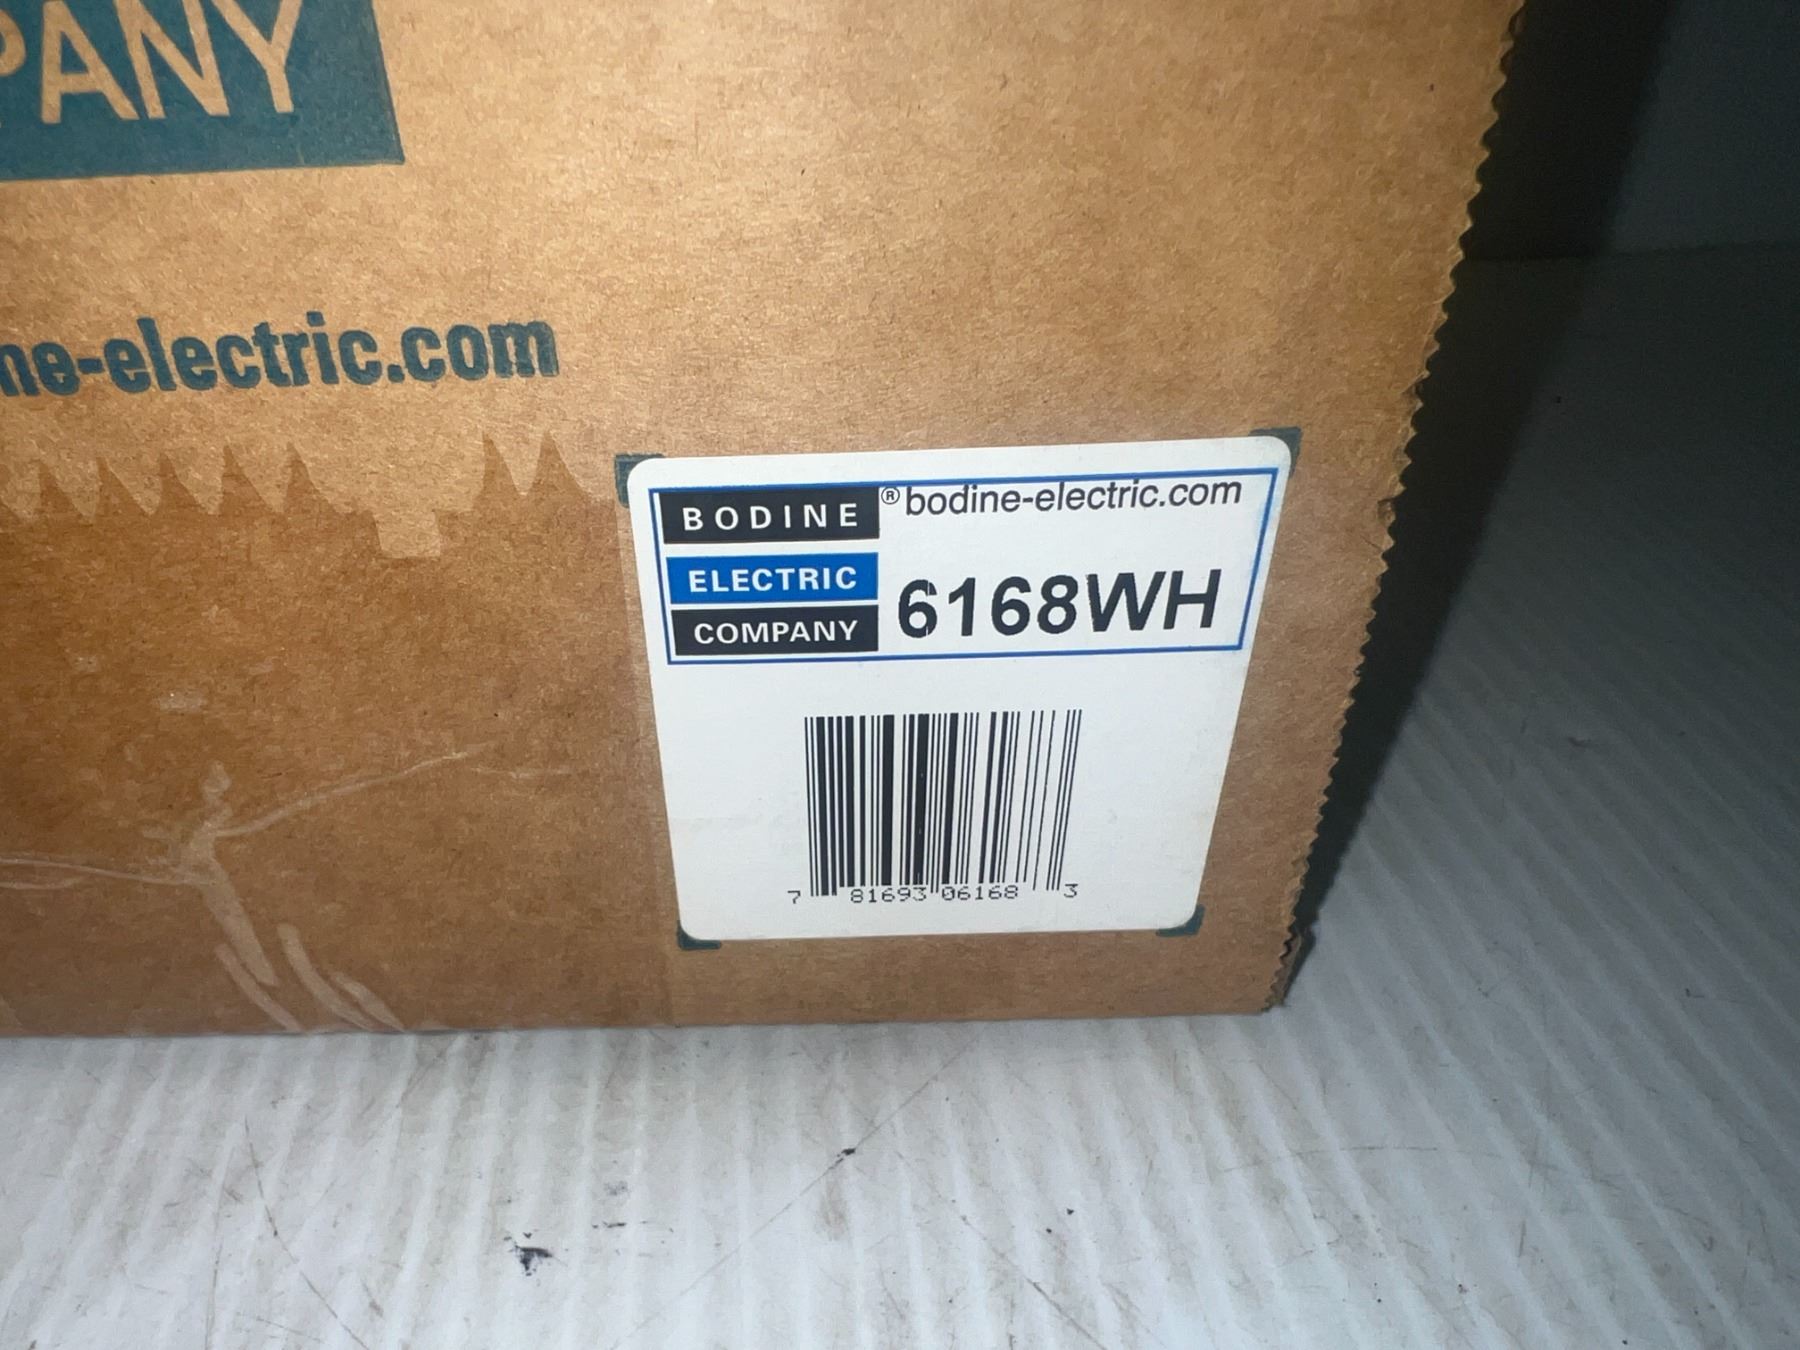 PANY
ne-electric.com
BODINE ® bodine-electric.com
ELECTRIC
COMPANY
6168WH
7 81693 06168 3